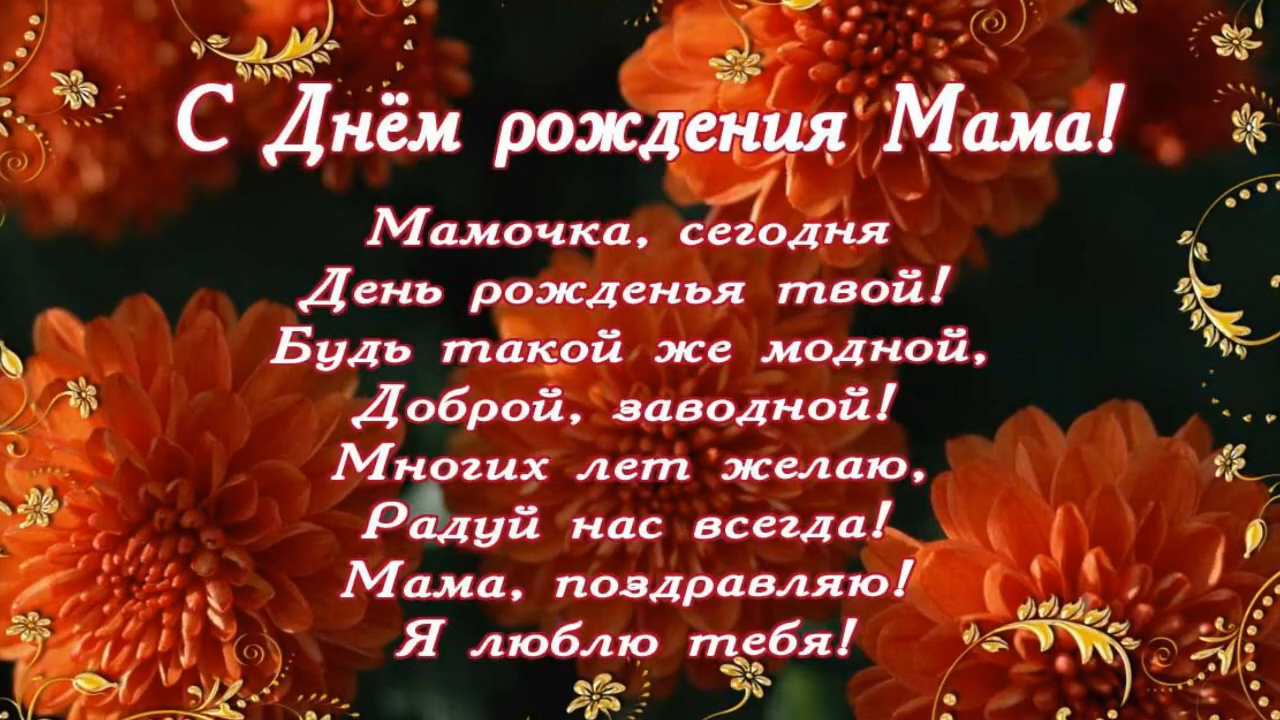 С Днём рождения Мама!
Мамочка, сегодня
День рожденья твой!
Будь такой же модной,
Доброй, заводной!
Многих лет желаю,
Радуй нас всегда!
Мама, поздравляю!
Я люблю тебя!